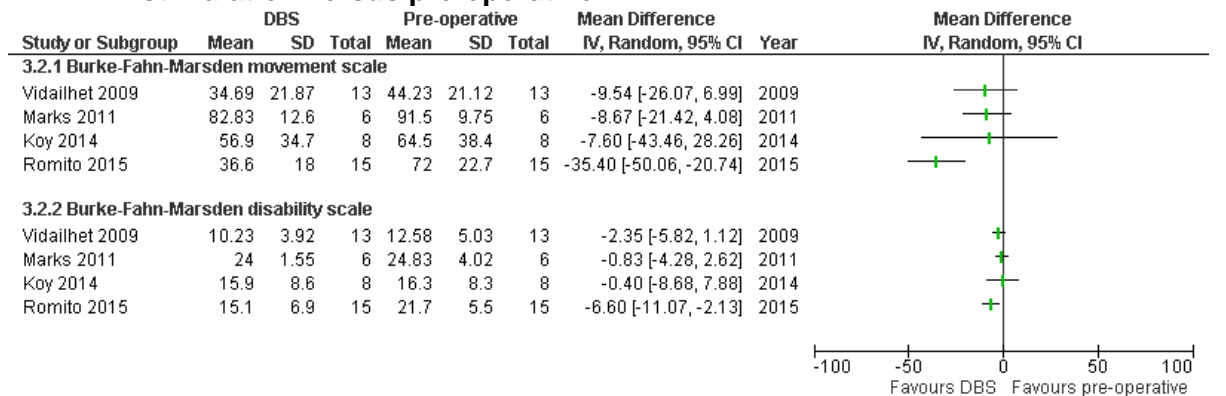 DBS Pre-operative Mean Difference Mean Difference
Study or Subgroup Mean SD Total Mean SD Total IV, Random, 95% CI Year IV, Random, 95% CI
3.2.1 Burke-Fahn-Marsden movement scale
Vidailhet 2009 34.69 21.87 13 44.23 21.12 13 -9.54 [-26.07, 6.99] 2009
Marks 2011 82.83 12.6 6 91.5 9.75 6 -8.67 [-21.42, 4.08] 2011
Koy 2014 56.9 34.7 8 64.5 38.4 8 -7.60 [-43.46, 28.26] 2014
Romito 2015 36.6 18 15 72 22.7 15 -35.40 [-50.06, -20.74] 2015
3.2.2 Burke-Fahn-Marsden disability scale
Vidailhet 2009 10.23 3.92 13 12.58 5.03 13 -2.35 [-5.82, 1.12] 2009
Marks 2011 24 1.55 6 24.83 4.02 6 -0.83 [-4.28, 2.62] 2011
Koy 2014 15.9 8.6 8 16.3 8.3 8 -0.40 [-8.68, 7.88] 2014
Romito 2015 15.1 6.9 15 21.7 5.5 15 -6.60 [-11.07, -2.13] 2015
-100 -50 0 50 100
Favours DBS Favours pre-operative